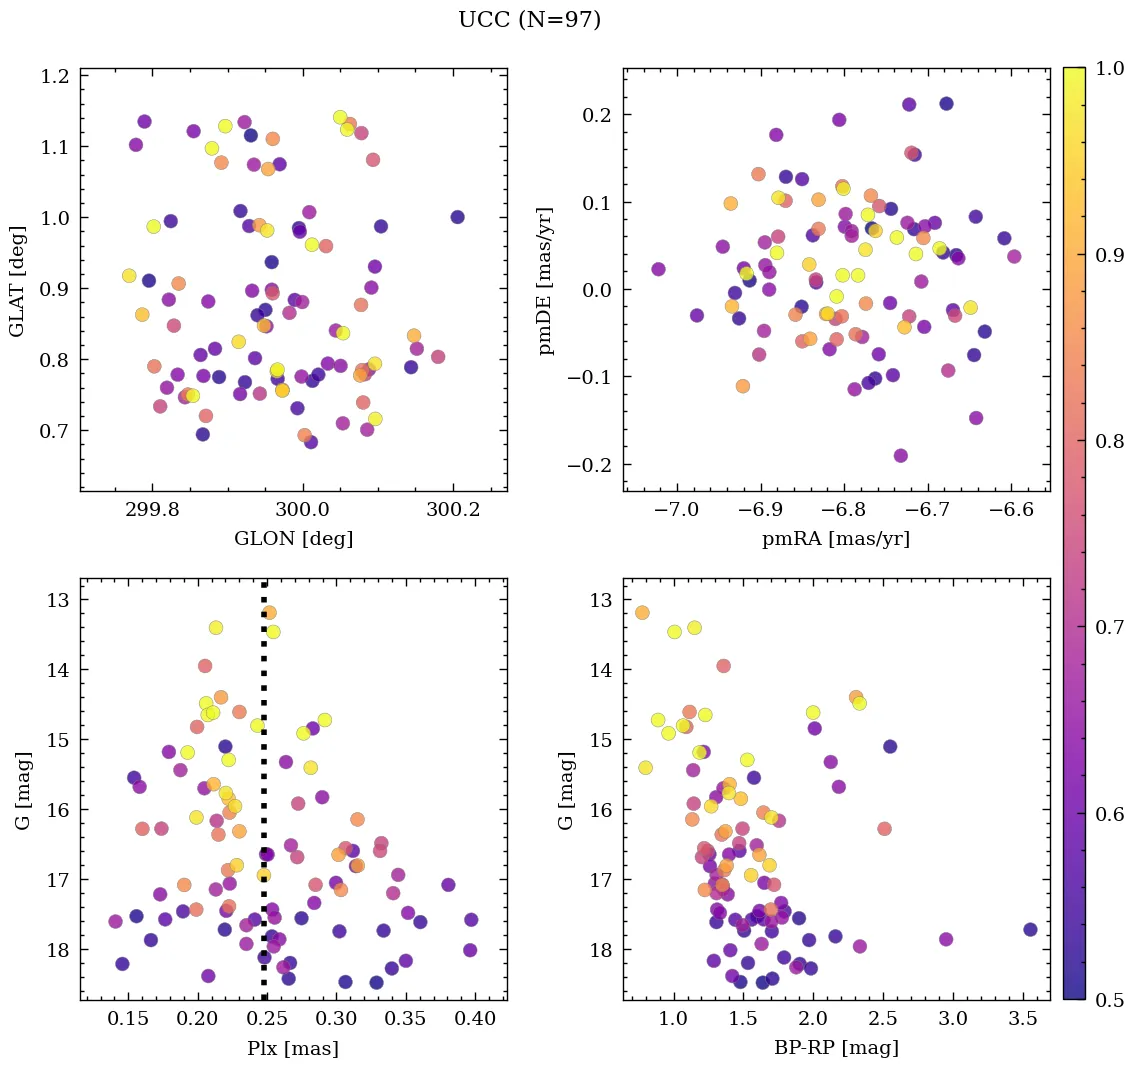 UCC (N=97)
1.2
1.1
1.0
0.9
0.8
0.7
GLAT [deg]
299.8 300.0 300.2
GLON [deg]
0.2
0.1
0.0
−0.1
−0.2
pmDE [mas/yr]
−7.0 −6.9 −6.8 −6.7 −6.6
pmRA [mas/yr]
13
14
15
16
17
18
G [mag]
0.15 0.20 0.25 0.30 0.35 0.40
Plx [mas]
13
14
15
16
17
18
G [mag]
1.0 1.5 2.0 2.5 3.0 3.5
BP-RP [mag]
1.0
0.9
0.8
0.7
0.6
0.5